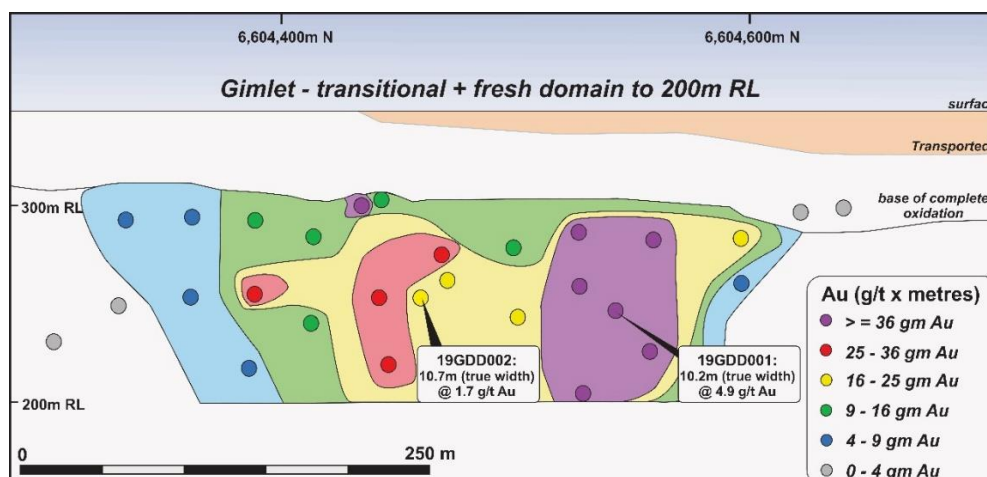 6,604,400m N
6,604,600m N
Gimlet - transitional + fresh domain to 200m RL
surfac
Transported
300m RL
base of complete
oxidation
Au (g/t x metres)
> = 36 gm Au
25 - 36 gm Au
16 - 25 gm Au
9 - 16 gm Au
4 - 9 gm Au
0 - 4 gm Au
19GDD002:
10.7m (true width)
@ 1.7 g/t Au
19GDD001:
10.2m (true width)
@ 4.9 g/t Au
200m RL
0
250 m